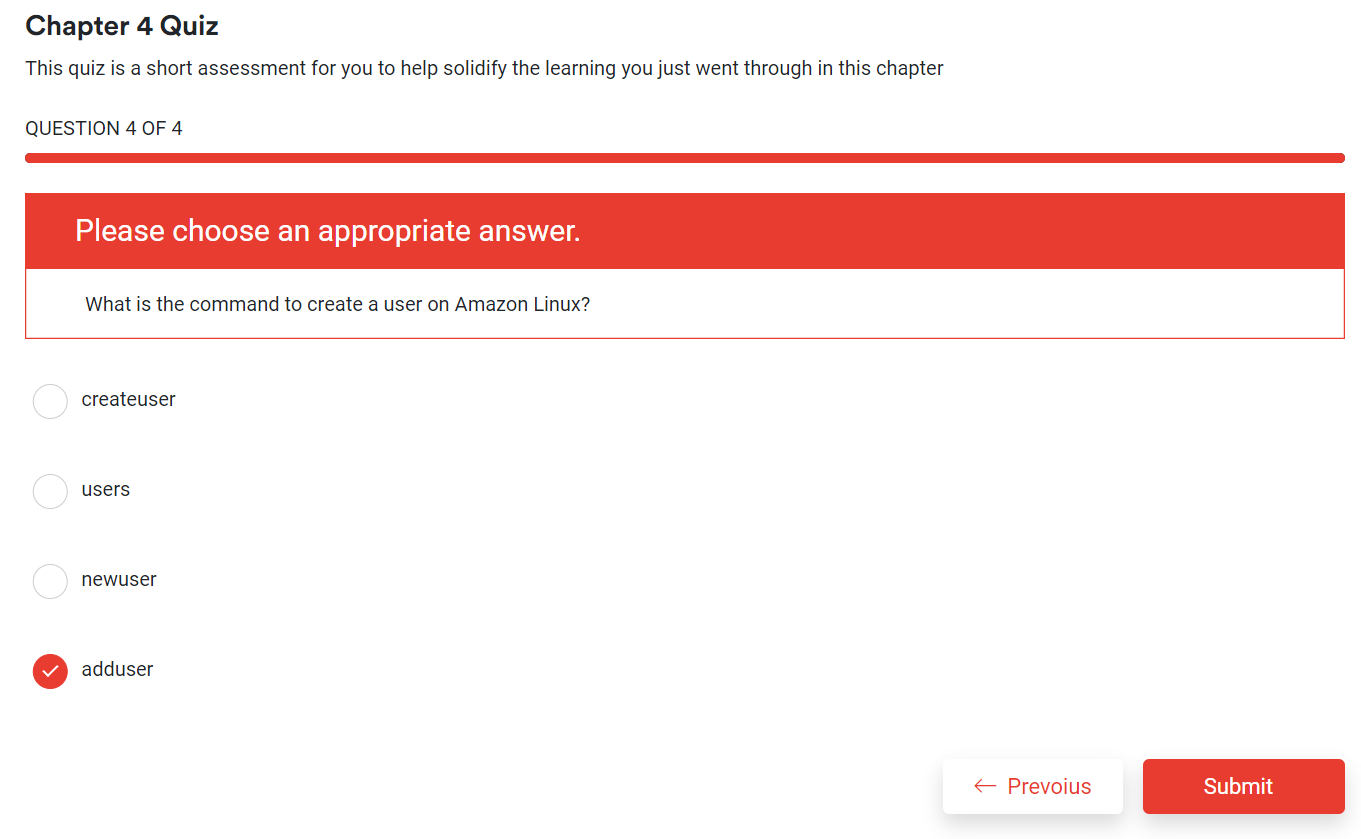 Chapter 4 Quiz
This quiz is a short assessment for you to help solidify the learning you just went through in this chapter
QUESTION 4 OF 4
Please choose an appropriate answer.
What is the command to create a user on Amazon Linux?
createuser
users
newuser
adduser
Prevoius
Submit